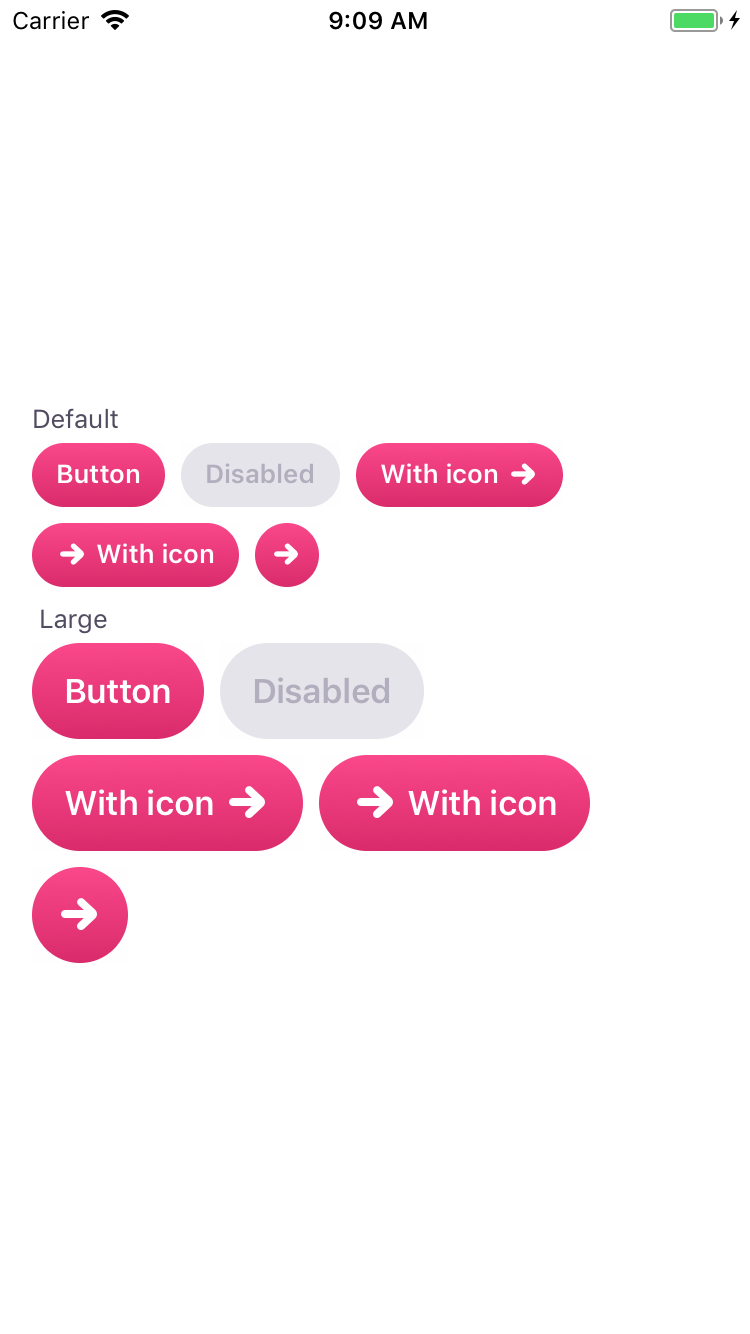 Carrier 9:09 AM
Default
Button Disabled With icon
With icon
Large
Button Disabled
With icon With icon